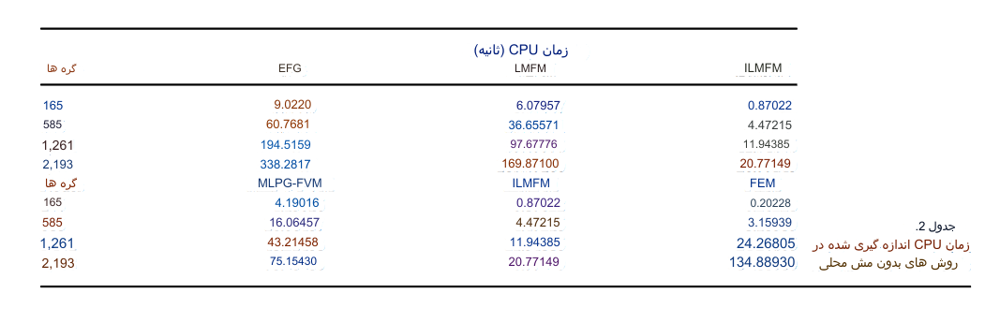 زمان CPU (ثانیه)
گره ها EFG LMFM ILMFM
165 9.0220 6.07957 0.87022
585 60.7681 36.65571 4.47215
1,261 194.5159 97.67776 11.94385
2,193 338.2817 169.87100 20.77149
گره ها MLPG-FVM ILMFM FEM
165 4.19016 0.87022 0.20228
585 16.06457 4.47215 3.15939
1,261 43.21458 11.94385 24.26805
2,193 75.15430 20.77149 134.88930
جدول 2.
زمان CPU اندازه گیری شده در
روش های بدون مش محلی